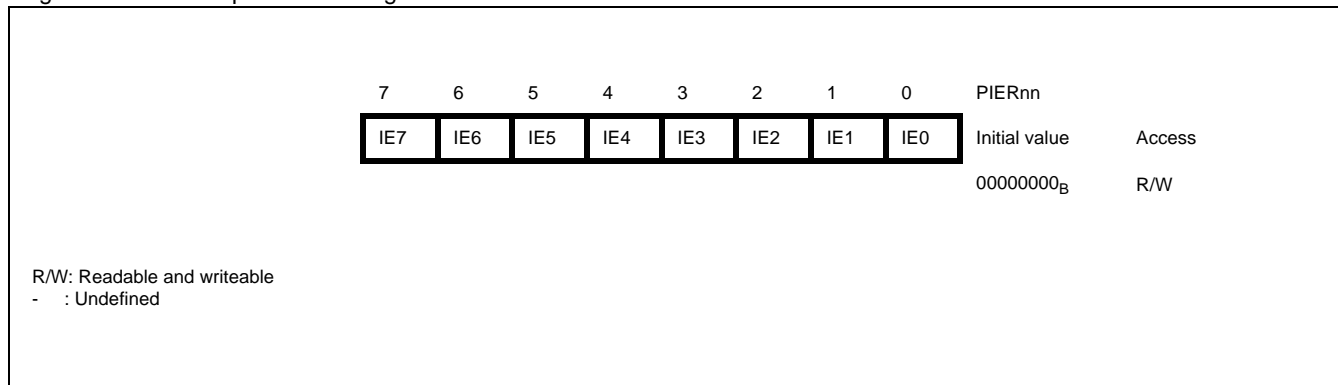 7 6 5 4 3 2 1 0 PIERnn
IE7 IE6 IE5 IE4 IE3 IE2 IE1 IE0 Initial value Access
00000000B R/W
R/W: Readable and writeable
- : Undefined